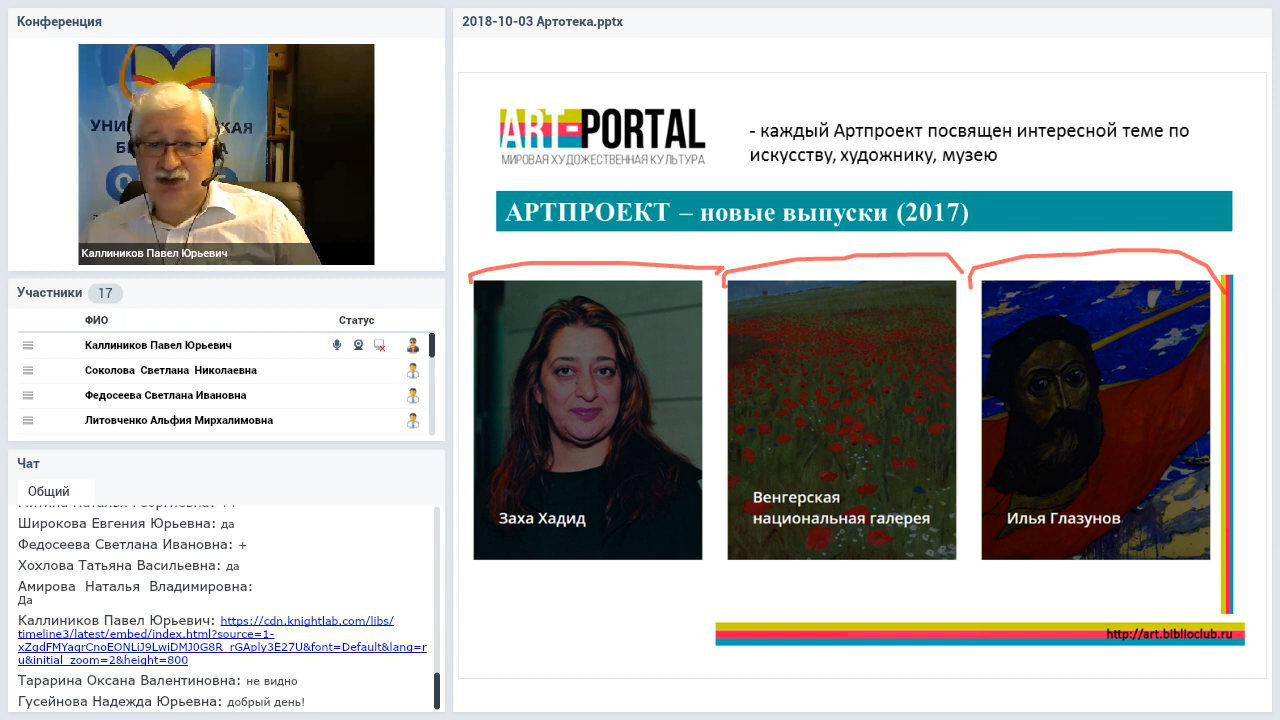 Конференция
УНИ
СКАЯ
Каллиников Павел Юрьевич
Участники 17
ФИО Статус
Каллиников Павел Юрьевич
Соколова Светлана Николаевна
Федосеева Светлана Ивановна
Литовченко Альфия Мирхалимовна
Чат
Общий
Широкова Евгения Юрьевна: да
Федосеева Светлана Ивановна: +
Хохлова Татьяна Васильевна: да
Амирова Наталья Владимировна:
Да
Каллиников Павел Юрьевич: https://cdn.knightlab.com/libs/
timeline3/latest/embed/index.html?source=1-
xZgdFMYaqrCnoEONLiJ9LwiDMJ0G8R_rGAply3E27U&font=Default&lang=r
u&initial_zoom=2&height=800
Тарарина Оксана Валентиновна: не видно
Гусейнова Надежда Юрьевна: добрый день!
2018-10-03 Артотека.pptx
ART-PORTAL
МИРОВАЯ ХУДОЖЕСТВЕННАЯ КУЛЬТУРА
- каждый Артпроект посвящен интересной теме по
искусству, художнику, музею
АРТПРОЕКТ – новые выпуски (2017)
Заха Хадид
Венгерская
национальная галерея
Илья Глазунов
http://art.biblioclub.ru